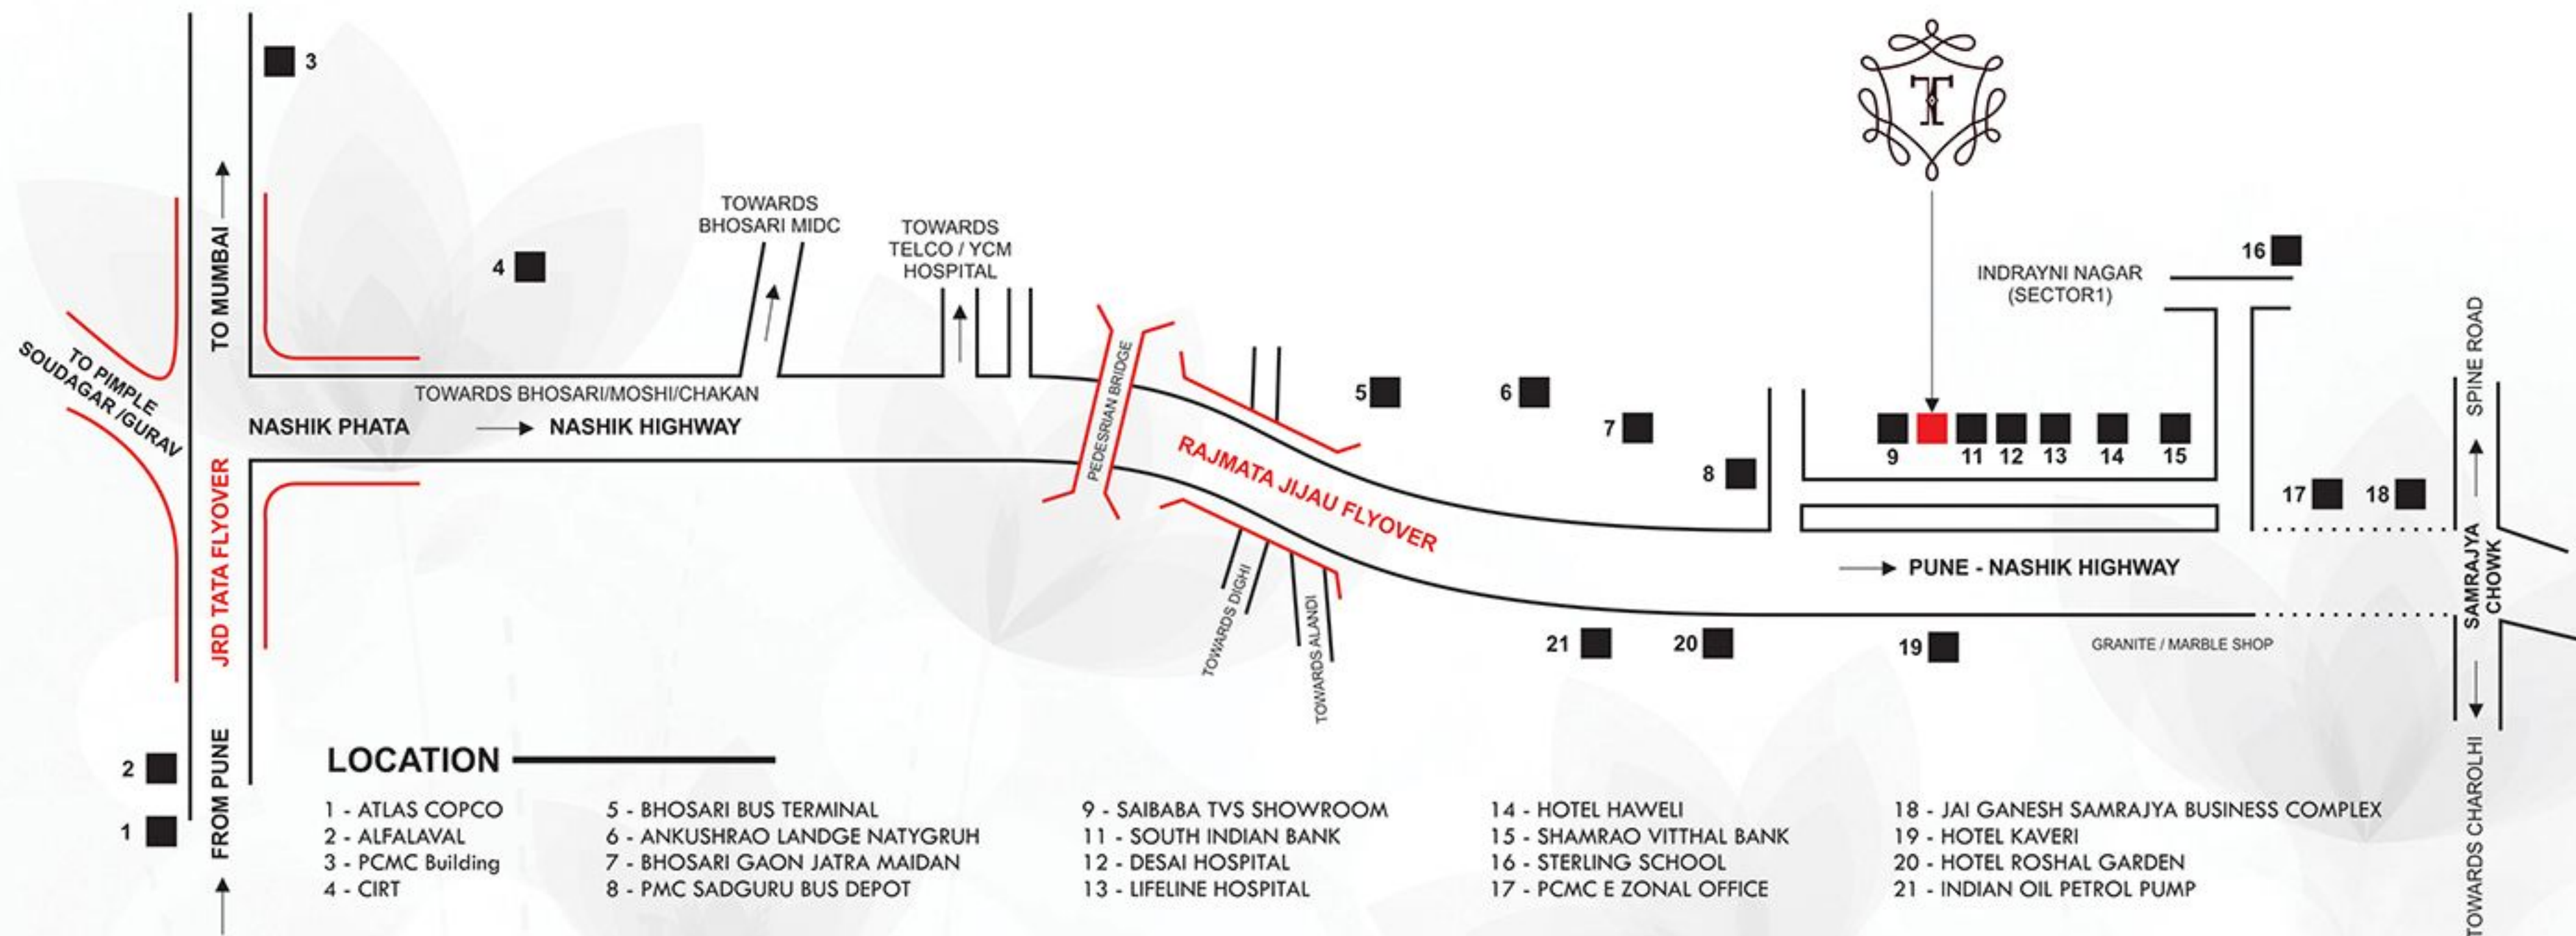 3
T
TO MUMBAI
4
TOWARDS
BHOSARI MIDC
TOWARDS
TELCO / YCM
HOSPITAL
16
INDRAYNI NAGAR
(SECTOR1)
SPINE ROAD
TO PIMPLE
SOUDAGAR /GURAV
TOWARDS BHOSARI/MOSHI/CHAKAN
NASHIK PHATA
NASHIK HIGHWAY
PEDESRIAN BRIDGE
5
6
7
8
9
11
12
13
14
15
17
18
RAJMATA JIJAU FLYOVER
JRD TATA FLYOVER
PUNE - NASHIK HIGHWAY
SAMRAJYA
CHOWK
TOWARDS DIGHI
TOWARDS ALANDI
21
20
19
GRANITE / MARBLE SHOP
2
1
FROM PUNE
TOWARDS CHAROLHI
LOCATION
1 - ATLAS COPCO
2 - ALFALAVAL
3 - PCMC Building
4 - CIRT
5 - BHOSARI BUS TERMINAL
6 - ANKUSHRAO LANDGE NATYGRUH
7 - BHOSARI GAON JATRA MAIDAN
8 - PMC SADGURU BUS DEPOT
9 - SAIBABA TVS SHOWROOM
11 - SOUTH INDIAN BANK
12 - DESAI HOSPITAL
13 - LIFELINE HOSPITAL
14 - HOTEL HAWELI
15 - SHAMRAO VITTHAL BANK
16 - STERLING SCHOOL
17 - PCMC E ZONAL OFFICE
18 - JAI GANESH SAMRAJYA BUSINESS COMPLEX
19 - HOTEL KAVERI
20 - HOTEL ROSHAL GARDEN
21 - INDIAN OIL PETROL PUMP